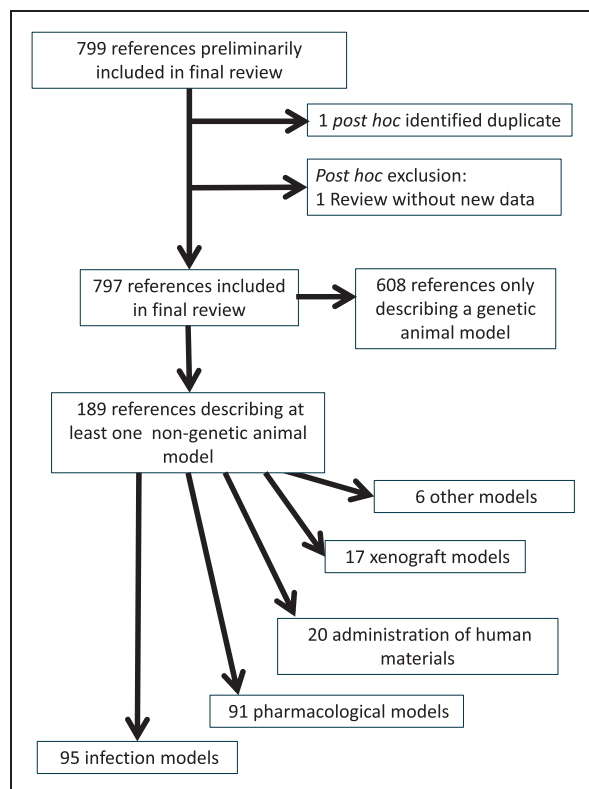 799 references preliminarily
included in final review
1 post hoc identified duplicate
Post hoc exclusion:
1 Review without new data
797 references included
in final review
608 references only
describing a genetic
animal model
189 references describing at
least one non-genetic animal
model
6 other models
17 xenograft models
20 administration of human
materials
91 pharmacological models
95 infection models